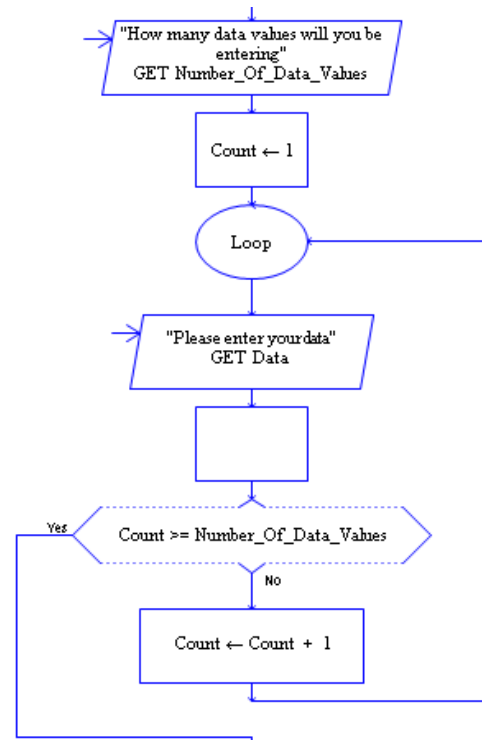 "How many data values will you be
entering"
GET Number_Of_Data_Values
Count ← 1
Loop
"Please enter yourdata"
GET Data
Yes
Count >= Number_Of_Data_Values
No
Count ← Count + 1